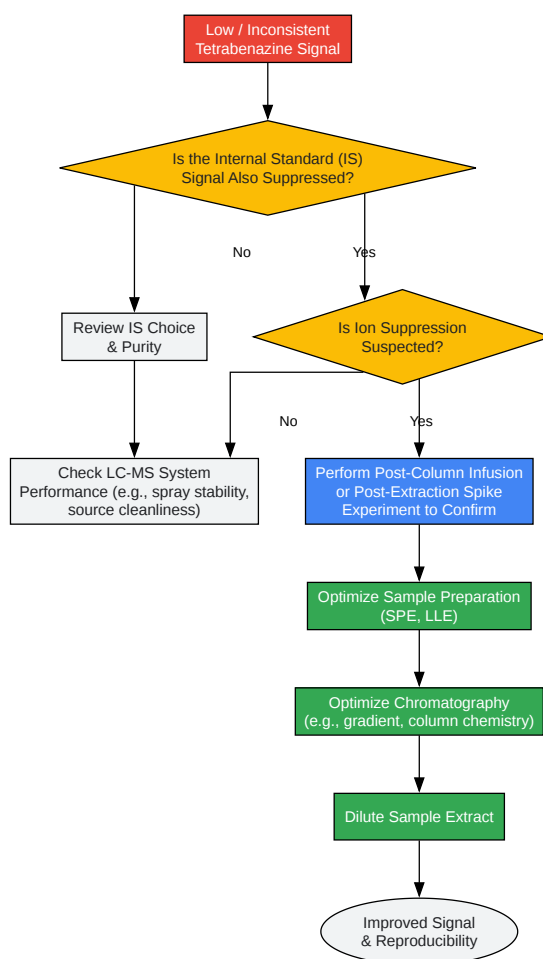 Low / Inconsistent
Tetrabenazine Signal
Is the Internal Standard (IS)
Signal Also Suppressed?
No
Yes
Review IS Choice
& Purity
Is Ion Suppression
Suspected?
No
Yes
Check LC-MS System
Performance (e.g., spray stability,
source cleanliness)
Perform Post-Column Infusion
or Post-Extraction Spike
Experiment to Confirm
Optimize Sample Preparation
(SPE, LLE)
Optimize Chromatography
(e.g., gradient, column chemistry)
Dilute Sample Extract
Improved Signal
& Reproducibility